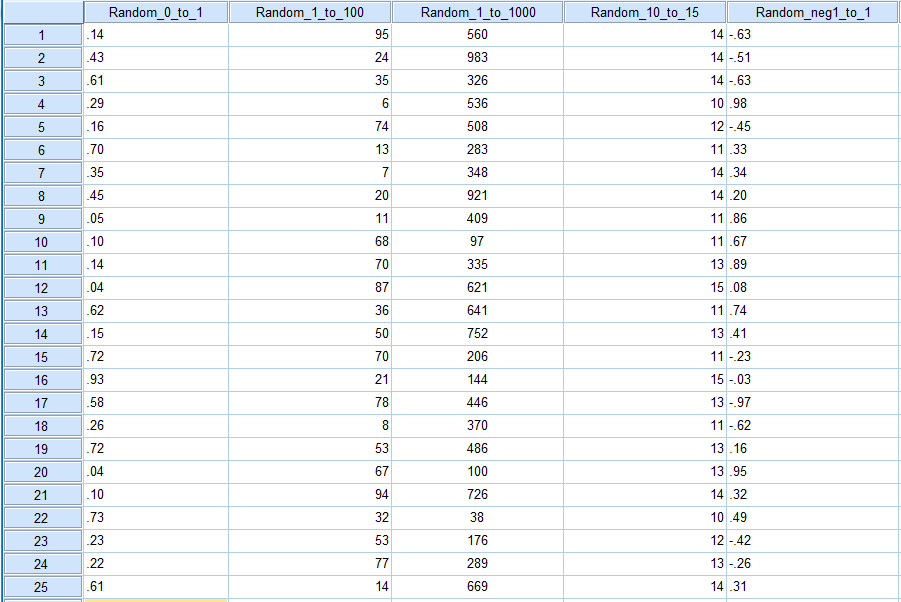 Random_0_to_1 Random_1_to_100 Random_1_to_1000 Random_10_to_15 Random_neg1_to_1
1 .14 95 560 14 -.63
2 .43 24 983 14 -.51
3 .61 35 326 14 -.63
4 .29 6 536 10 .98
5 .16 74 508 12 -.45
6 .70 13 283 11 .33
7 .35 7 348 14 .34
8 .45 20 921 14 .20
9 .05 11 409 11 .86
10 .10 68 97 11 .67
11 .14 70 335 13 .89
12 .04 87 621 15 .08
13 .62 36 641 11 .74
14 .15 50 752 13 .41
15 .72 70 206 11 -.23
16 .93 21 144 15 -.03
17 .58 78 446 13 -.97
18 .26 8 370 11 -.62
19 .72 53 486 13 .16
20 .04 67 100 13 .95
21 .10 94 726 14 .32
22 .73 32 38 10 .49
23 .23 53 176 12 -.42
24 .22 77 289 13 -.26
25 .61 14 669 14 .31